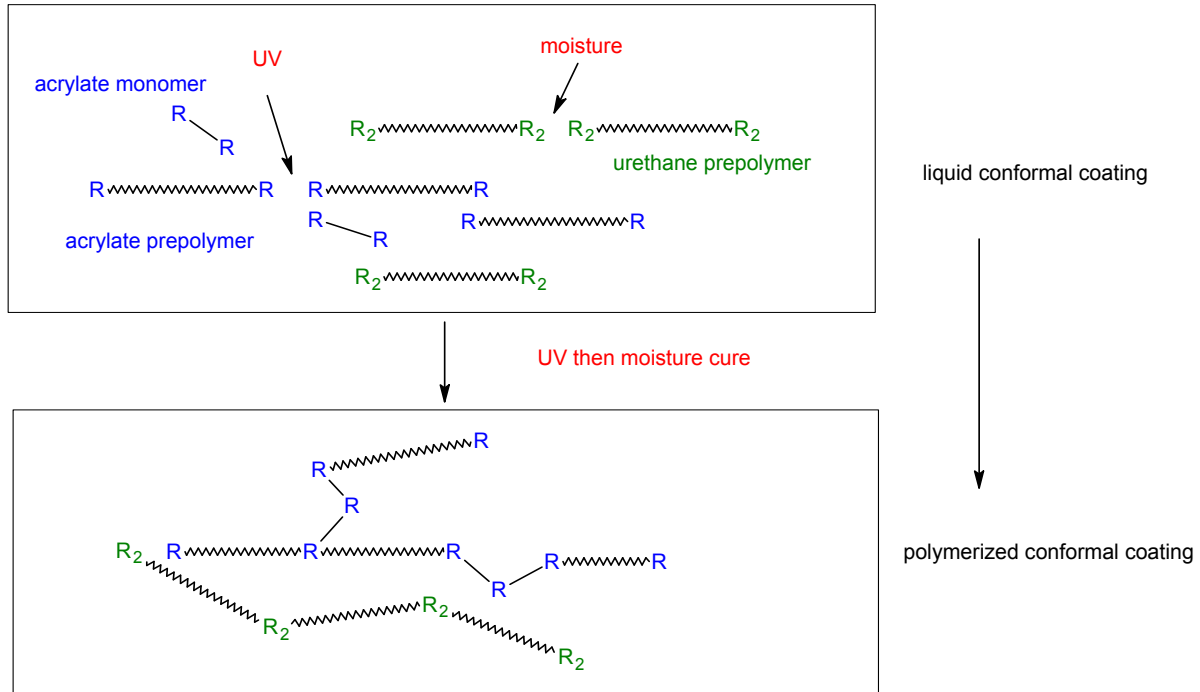 UV
moisture
acrylate monomer
R
R
R₂ R₂ R₂ R₂
urethane prepolymer
liquid conformal coating
R R R R
R R R
acrylate prepolymer
R
R₂ R₂
UV then moisture cure
R
R
R
R₂ R R R
R R
polymerized conformal coating
R
R₂
R₂
R₂